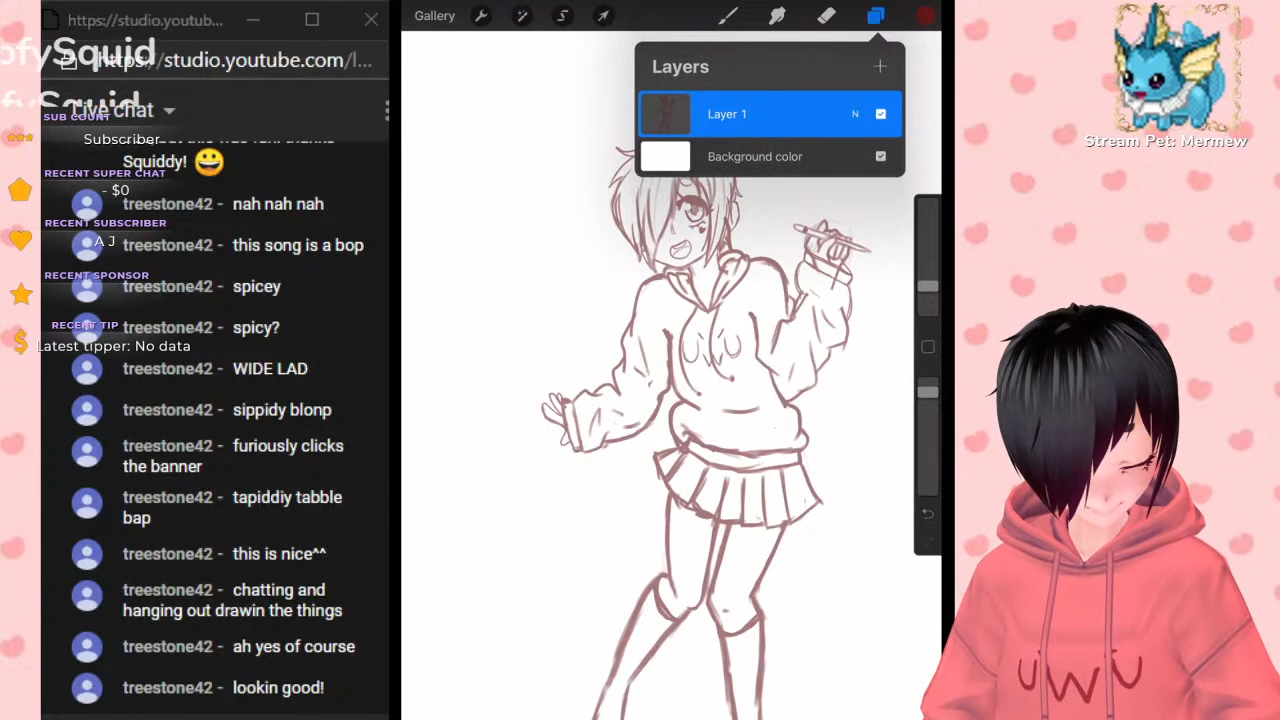 https://studio.youtub...
ofySquid
https://studio.youtube.com/l...
fySquid
Live chat
SUB COUNT
Subscriber
Squiddy! 😀
RECENT SUPER CHAT
- $0
treestone42 - nah nah nah
RECENT SUBSCRIBER
A J
treestone42 - this song is a bop
RECENT SPONSOR
treestone42 - spicey
RECENT TIP
treestone42 - spicy?
Latest tipper: No data
treestone42 - WIDE LAD
treestone42 - sippidy blonp
treestone42 - furiously clicks
the banner
treestone42 - tapiddiy tabble
bap
treestone42 - this is nice^^
treestone42 - chatting and
hanging out drawin the things
treestone42 - ah yes of course
treestone42 - lookin good!
Gallery
Layers
Layer 1 N
Background color
UWU
Stream Pet: Mermew
UWU